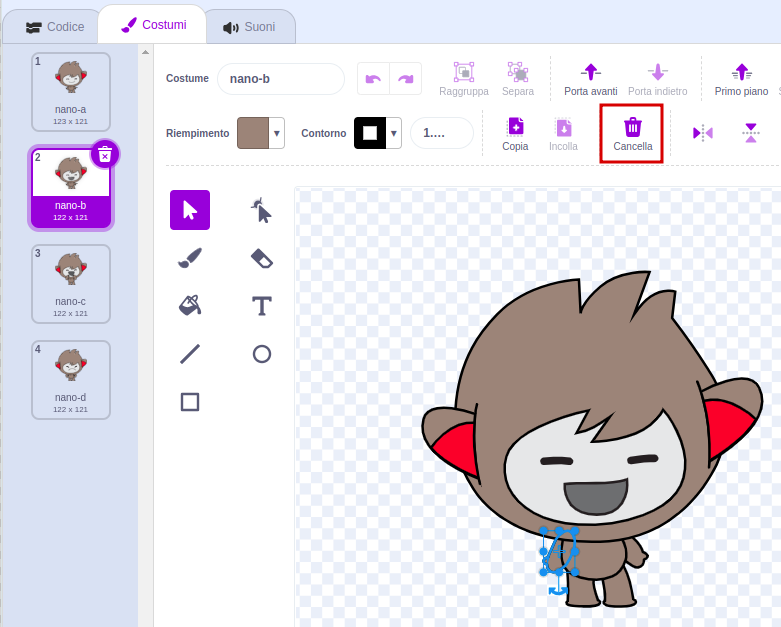 Codice
Costumi
Suoni
1
nano-a
123 x 121
2
nano-b
122 x 121
3
nano-c
122 x 121
4
nano-d
122 x 121
Costume
nano-b
Raggruppa
Separa
Porta avanti
Porta indietro
Primo piano
Riempimento
Contorno
1....
Copia
Incolla
Cancella
T